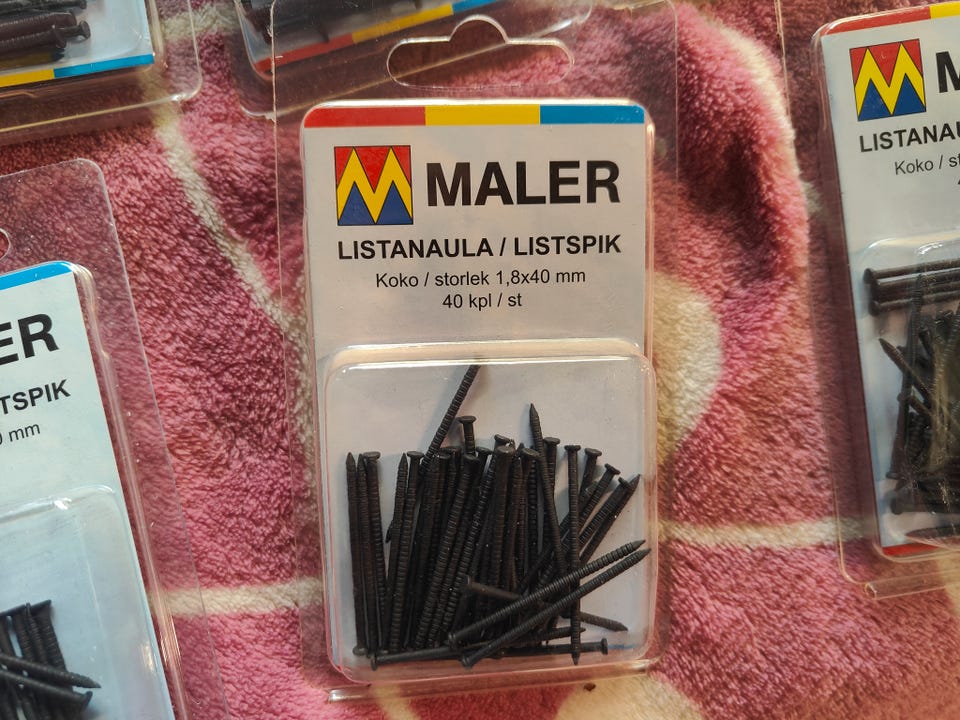 MALER
LISTANAULA / LISTSPIK
Koko / storlek 1,8x40 mm
40 kpl / st
M
LISTANAU
Koko / st
ER
TSPIK
mm